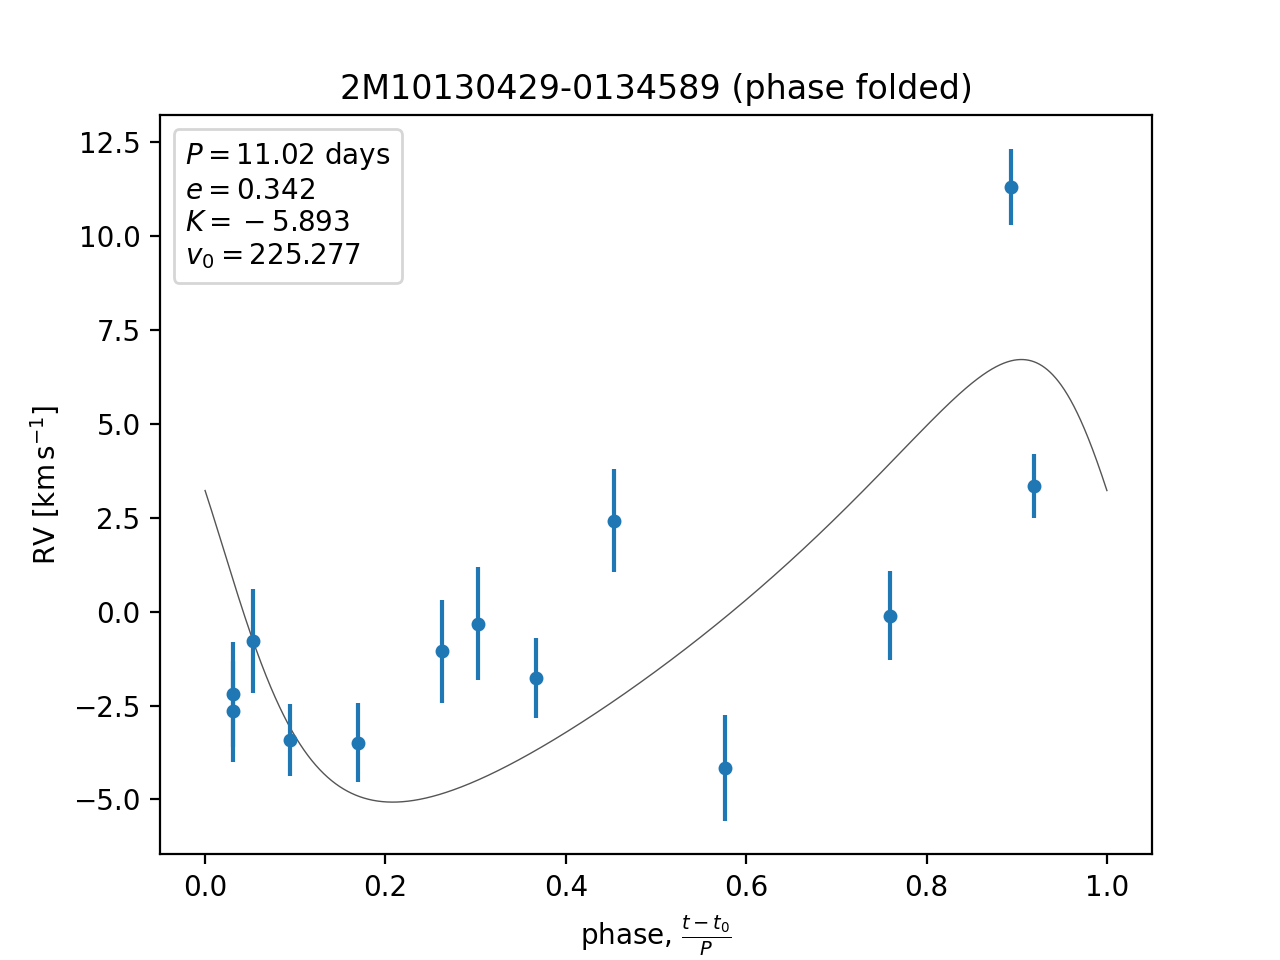 2M10130429-0134589 (phase folded)
P = 11.02 days
e = 0.342
K = −5.893
v₀ = 225.277
12.5
10.0
7.5
5.0
2.5
0.0
−2.5
−5.0
RV [km s⁻¹]
0.0 0.2 0.4 0.6 0.8 1.0
phase, (t − t₀)/P